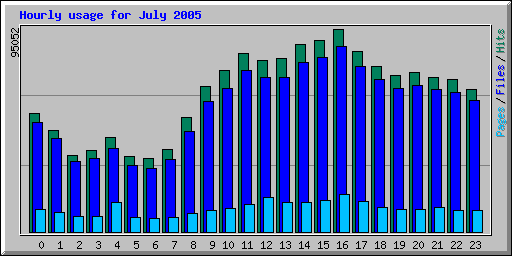 Hourly usage for July 2005
95052
Pages / Files / Hits
0 1 2 3 4 5 6 7 8 9 10 11 12 13 14 15 16 17 18 19 20 21 22 23